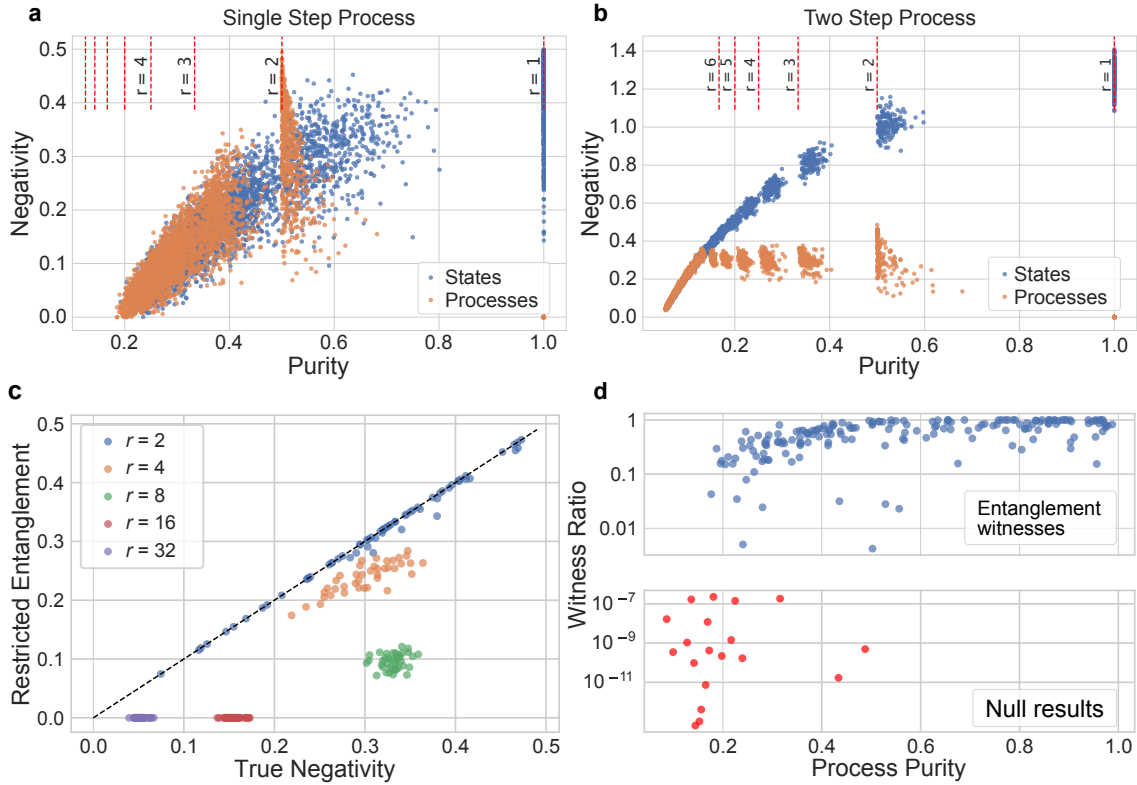 a
Single Step Process
0.5
0.4
0.3
0.2
0.1
0.0
Negativity
r = 4
r = 3
r = 2
r = 1
States
Processes
0.2
0.4
0.6
0.8
1.0
Purity
b
Two Step Process
1.4
1.2
1.0
0.8
0.6
0.4
0.2
0.0
Negativity
r = 6
r = 5
r = 4
r = 3
r = 2
r = 1
States
Processes
0.2
0.4
0.6
0.8
1.0
Purity
c
0.5
0.4
0.3
0.2
0.1
0.0
Restricted Entanglement
r = 2
r = 4
r = 8
r = 16
r = 32
0.0
0.1
0.2
0.3
0.4
0.5
True Negativity
d
1
0.1
0.01
Witness Ratio
Entanglement
witnesses
10⁻⁷
10⁻⁹
10⁻¹¹
Null results
0.2
0.4
0.6
0.8
1.0
Process Purity